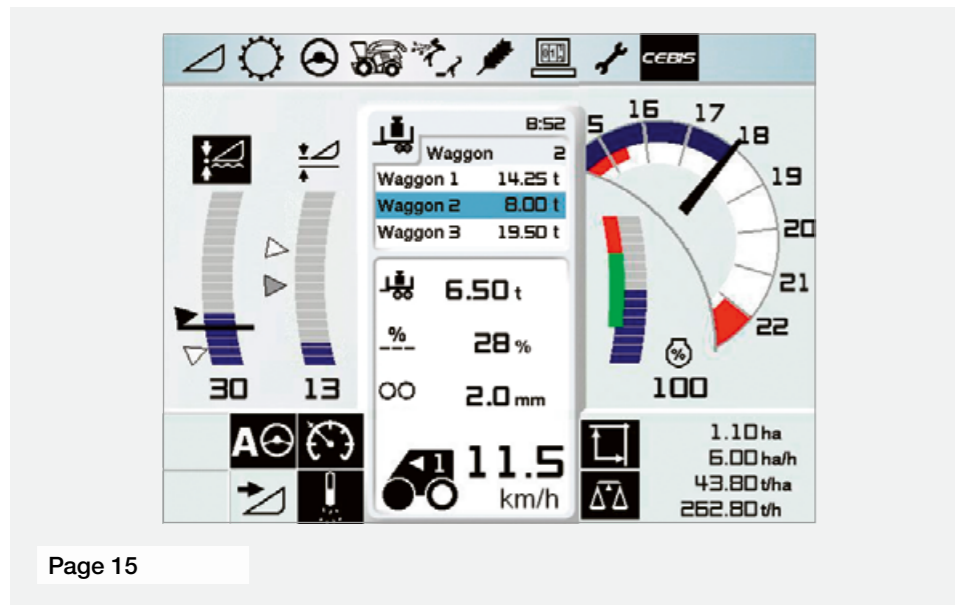 CEBIS
8:52
Waggon 2
Waggon 1 14.25 t
Waggon 2 8.00 t
Waggon 3 19.50 t
6.50 t
% 28 %
2.0 mm
1 11.5
km/h
30
13
5 16 17 18 19 20 21 22
%
100
A
1.10 ha
6.00 ha/h
43.80 t/ha
262.80 t/h
Page 15